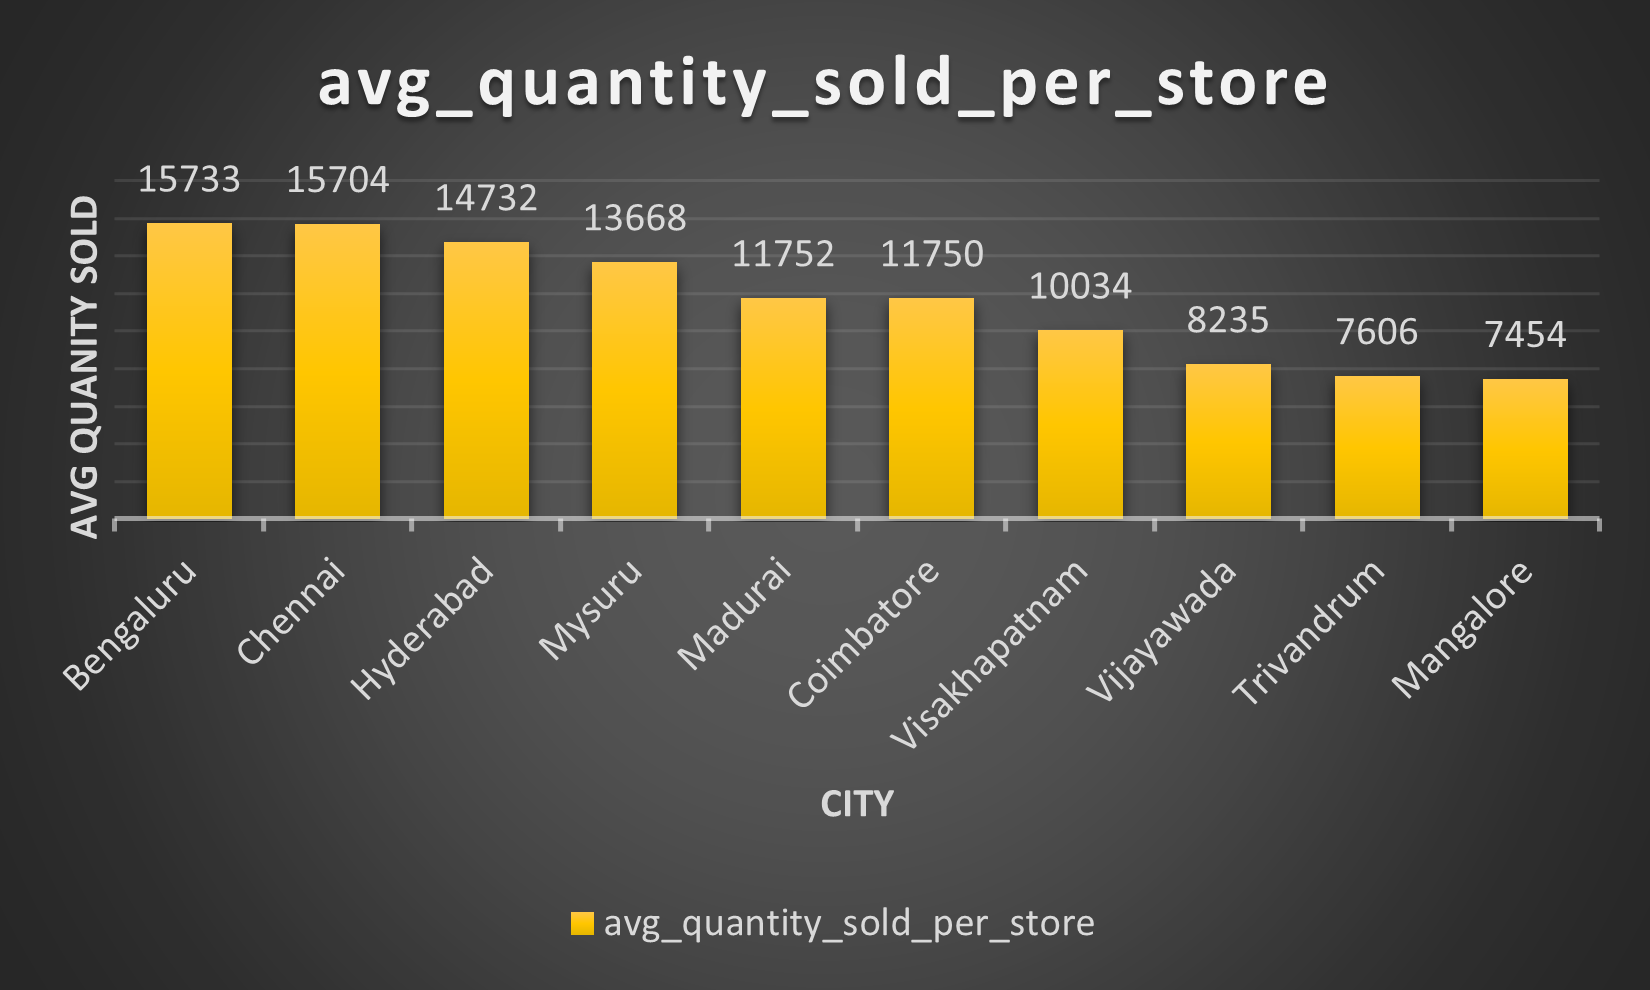 avg_quantity_sold_per_store
15733 15704 14732 13668 11752 11750 10034 8235 7606 7454
AVG QUANITY SOLD
Bengaluru Chennai Hyderabad Mysuru Madurai Coimbatore Visakhapatnam Vijayawada Trivandrum Mangalore
CITY
avg_quantity_sold_per_store